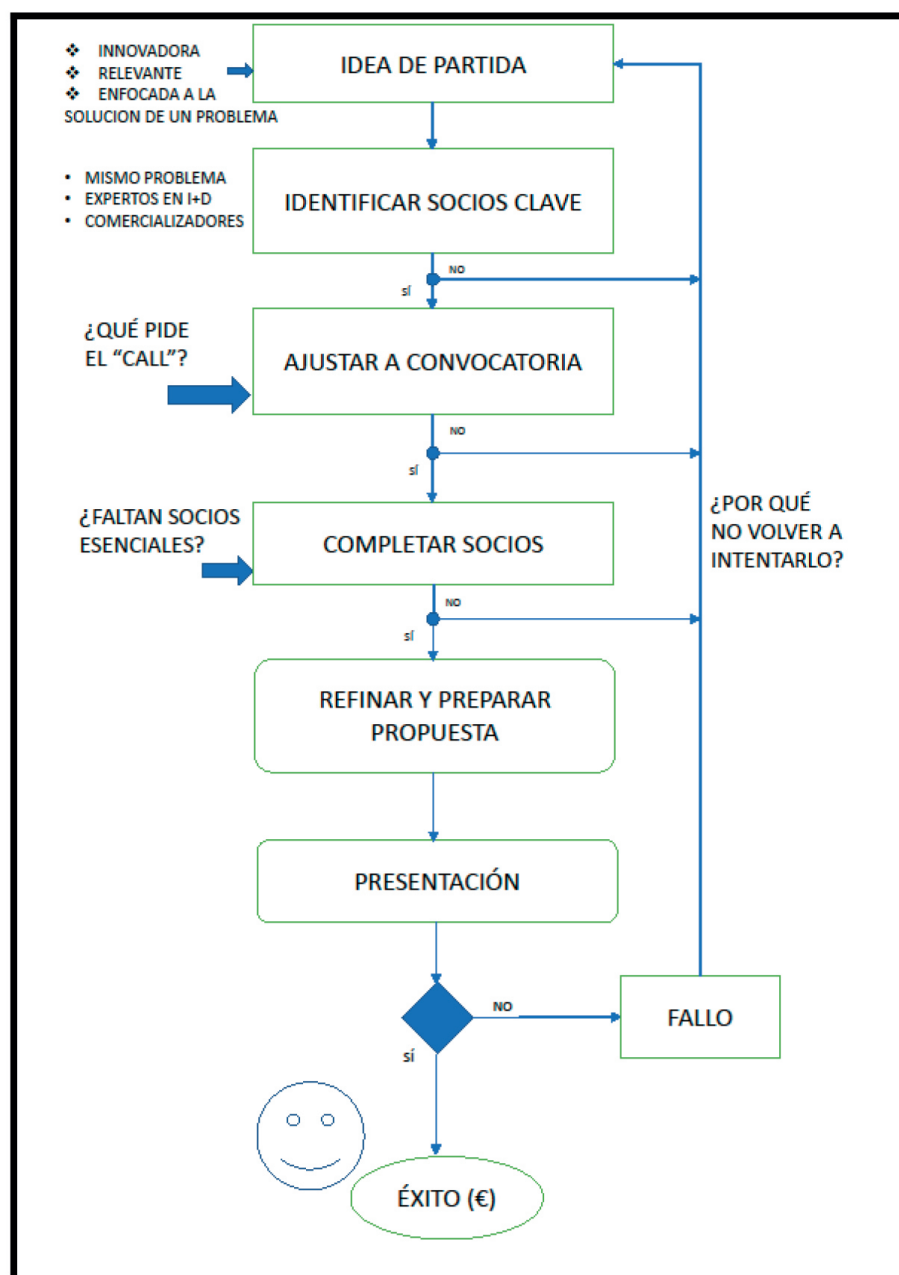 ❖ INNOVADORA
❖ RELEVANTE
❖ ENFOCADA A LA
SOLUCION DE UN PROBLEMA
IDEA DE PARTIDA
• MISMO PROBLEMA
• EXPERTOS EN I+D
• COMERCIALIZADORES
IDENTIFICAR SOCIOS CLAVE
NO
SÍ
¿QUÉ PIDE
EL “CALL”?
AJUSTAR A CONVOCATORIA
NO
SÍ
¿FALTAN SOCIOS
ESENCIALES?
COMPLETAR SOCIOS
¿POR QUÉ
NO VOLVER A
INTENTARLO?
NO
SÍ
REFINAR Y PREPARAR
PROPUESTA
PRESENTACIÓN
NO
FALLO
SÍ
ÉXITO (€)